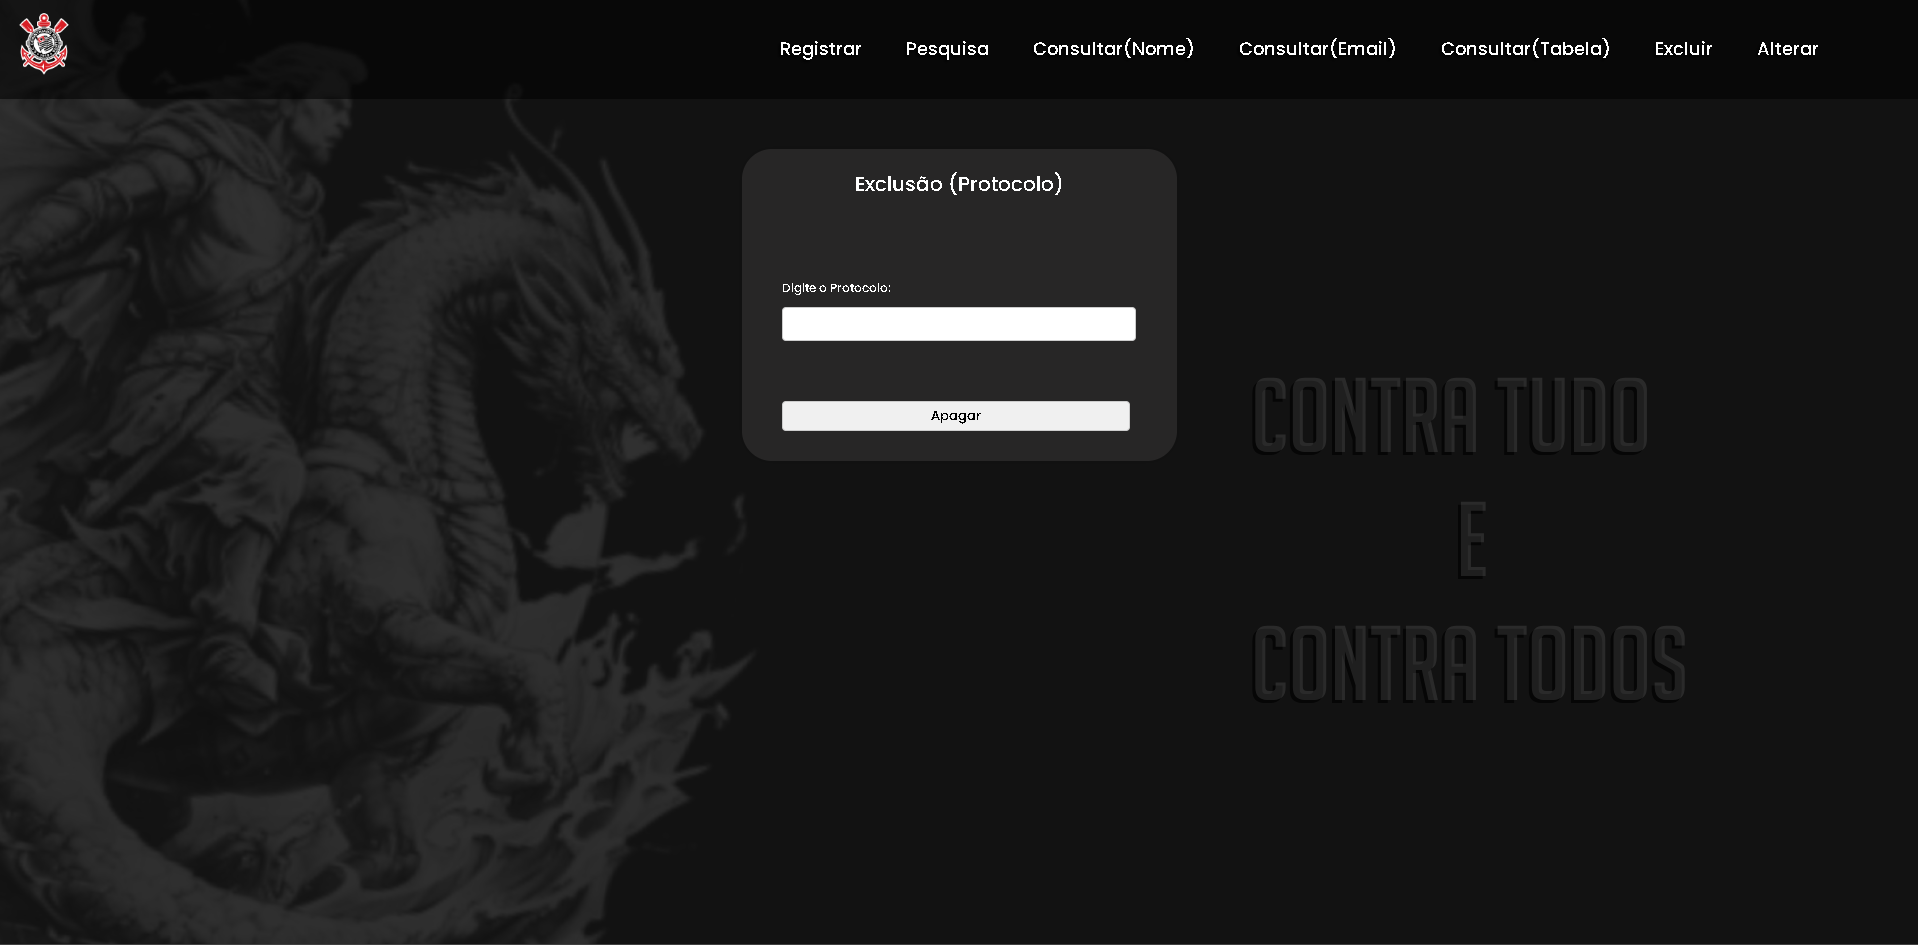 Registrar Pesquisa Consultar(Nome) Consultar(Email) Consultar(Tabela) Excluir Alterar
Exclusão (Protocolo)
Digite o Protocolo:
Apagar
CONTRA TUDO
E
CONTRA TODOS